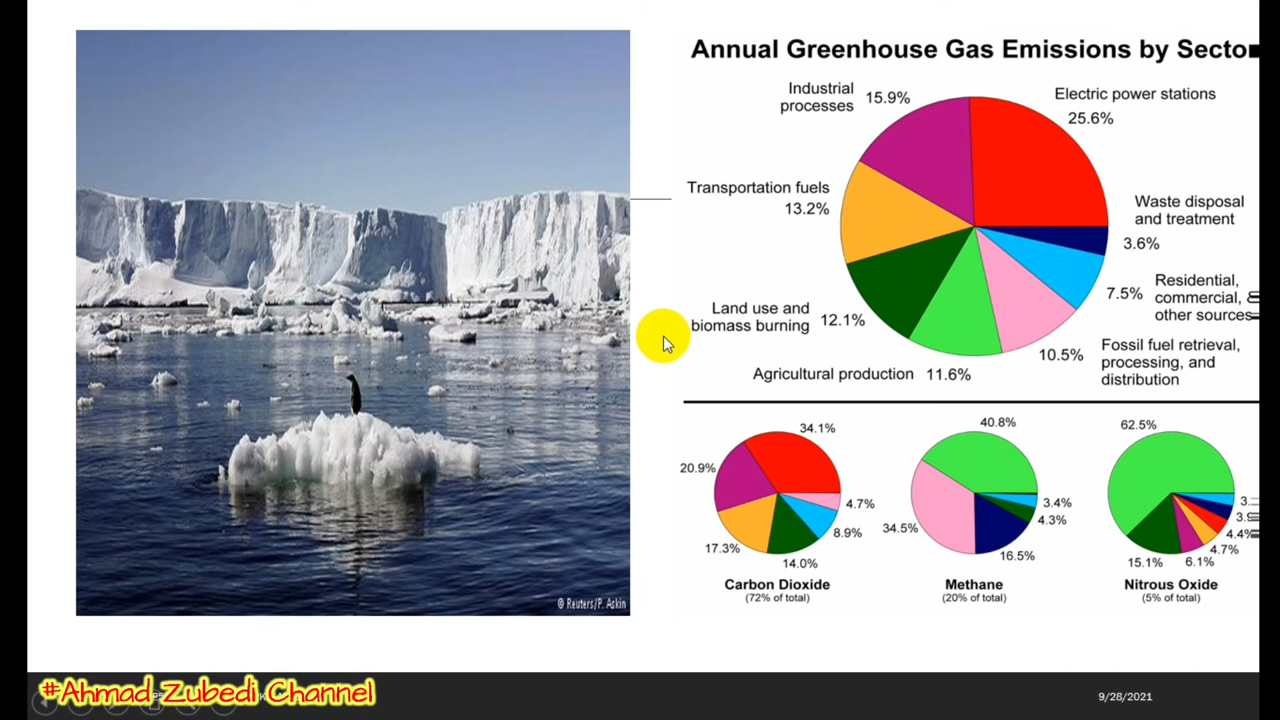 Annual Greenhouse Gas Emissions by Secto
Industrial
processes
15.9%
Electric power stations
25.6%
Transportation fuels
13.2%
Waste disposal
and treatment
3.6%
Land use and
biomass burning
12.1%
7.5%
Residential,
commercial,
other sources
Agricultural production 11.6%
10.5%
Fossil fuel retrieval,
processing, and
distribution
34.1%
20.9%
4.7%
8.9%
17.3%
14.0%
Carbon Dioxide
(72% of total)
40.8%
34.5%
3.4%
4.3%
16.5%
Methane
(20% of total)
62.5%
4.4%
4.7%
15.1%
6.1%
Nitrous Oxide
(5% of total)
© Reuters/P. Askin
#Ahmad Zubedi Channel
9/28/2021